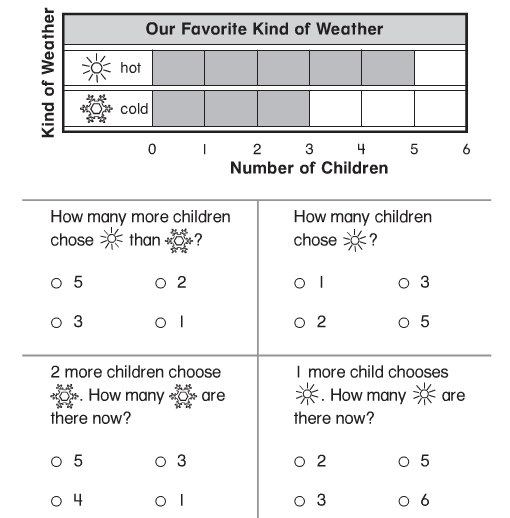 Our Favorite Kind of Weather
Kind of Weather
hot
cold
0 1 2 3 4 5 6
Number of Children
How many more children
chose than ?
5 2
3 1
How many children
chose ?
1 3
2 5
2 more children choose
. How many are
there now?
5 3
4 1
1 more child chooses
. How many are
there now?
2 5
3 6